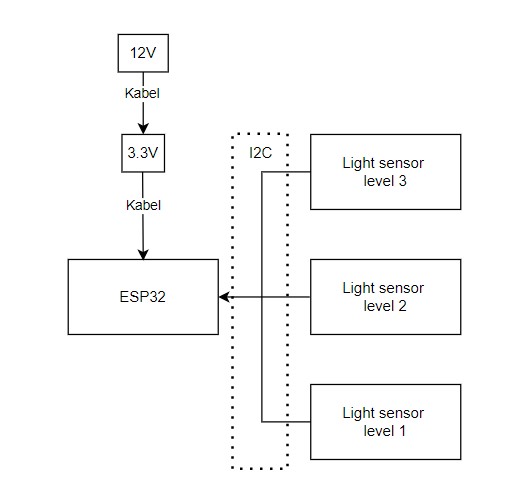 12V
Kabel
3.3V
Kabel
ESP32
I2C
Light sensor
level 3
Light sensor
level 2
Light sensor
level 1